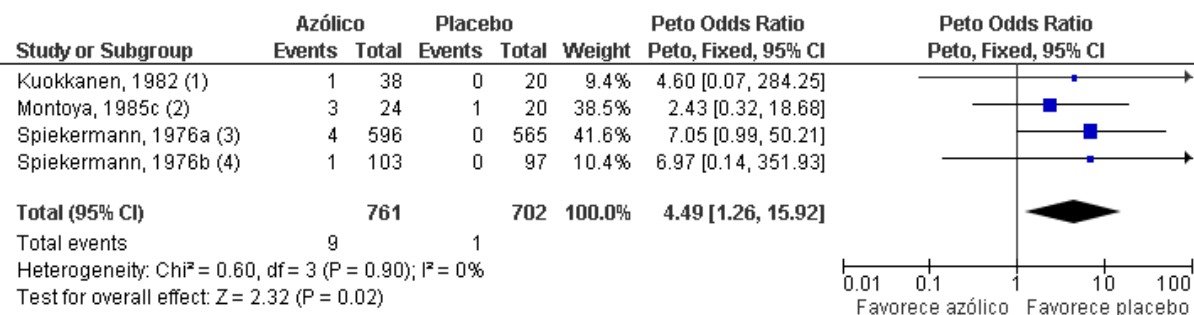 Azólico Placebo Peto Odds Ratio Peto Odds Ratio
Study or Subgroup Events Total Events Total Weight Peto, Fixed, 95% CI Peto, Fixed, 95% CI
Kuokkanen, 1982 (1) 1 38 0 20 9.4% 4.60 [0.07, 284.25]
Montoya, 1985c (2) 3 24 1 20 38.5% 2.43 [0.32, 18.68]
Spiekermann, 1976a (3) 4 596 0 565 41.6% 7.05 [0.99, 50.21]
Spiekermann, 1976b (4) 1 103 0 97 10.4% 6.97 [0.14, 351.93]
Total (95% CI) 761 702 100.0% 4.49 [1.26, 15.92]
Total events 9 1
Heterogeneity: Chi² = 0.60, df = 3 (P = 0.90); I² = 0%
Test for overall effect: Z = 2.32 (P = 0.02)
0.01 0.1 1 10 100
Favorece azólico Favorece placebo